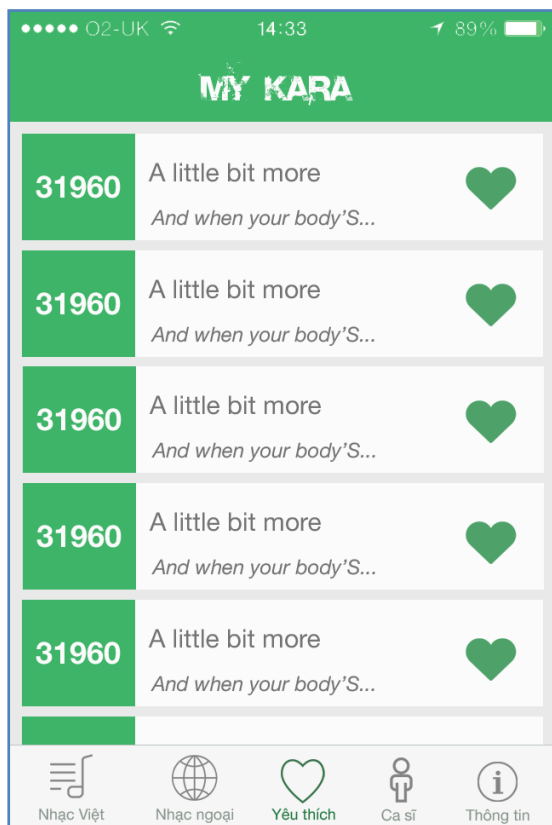 O2-UK 14:33 89%
MY KARA
31960 A little bit more
And when your body'S...
31960 A little bit more
And when your body'S...
31960 A little bit more
And when your body'S...
31960 A little bit more
And when your body'S...
31960 A little bit more
And when your body'S...
Nhạc Việt Nhạc ngoại Yêu thích Ca sĩ Thông tin